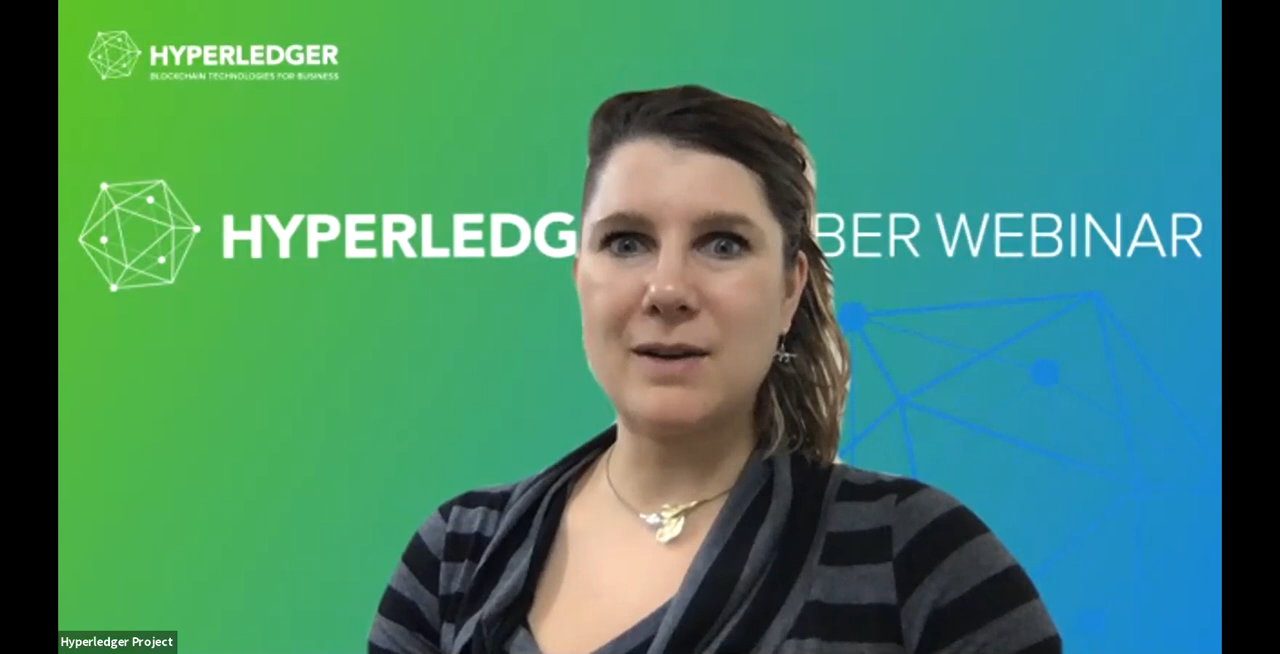 HYPERLEDGER
BLOCKCHAIN TECHNOLOGIES FOR BUSINESS
HYPERLEDG BER WEBINAR
Hyperledger Project